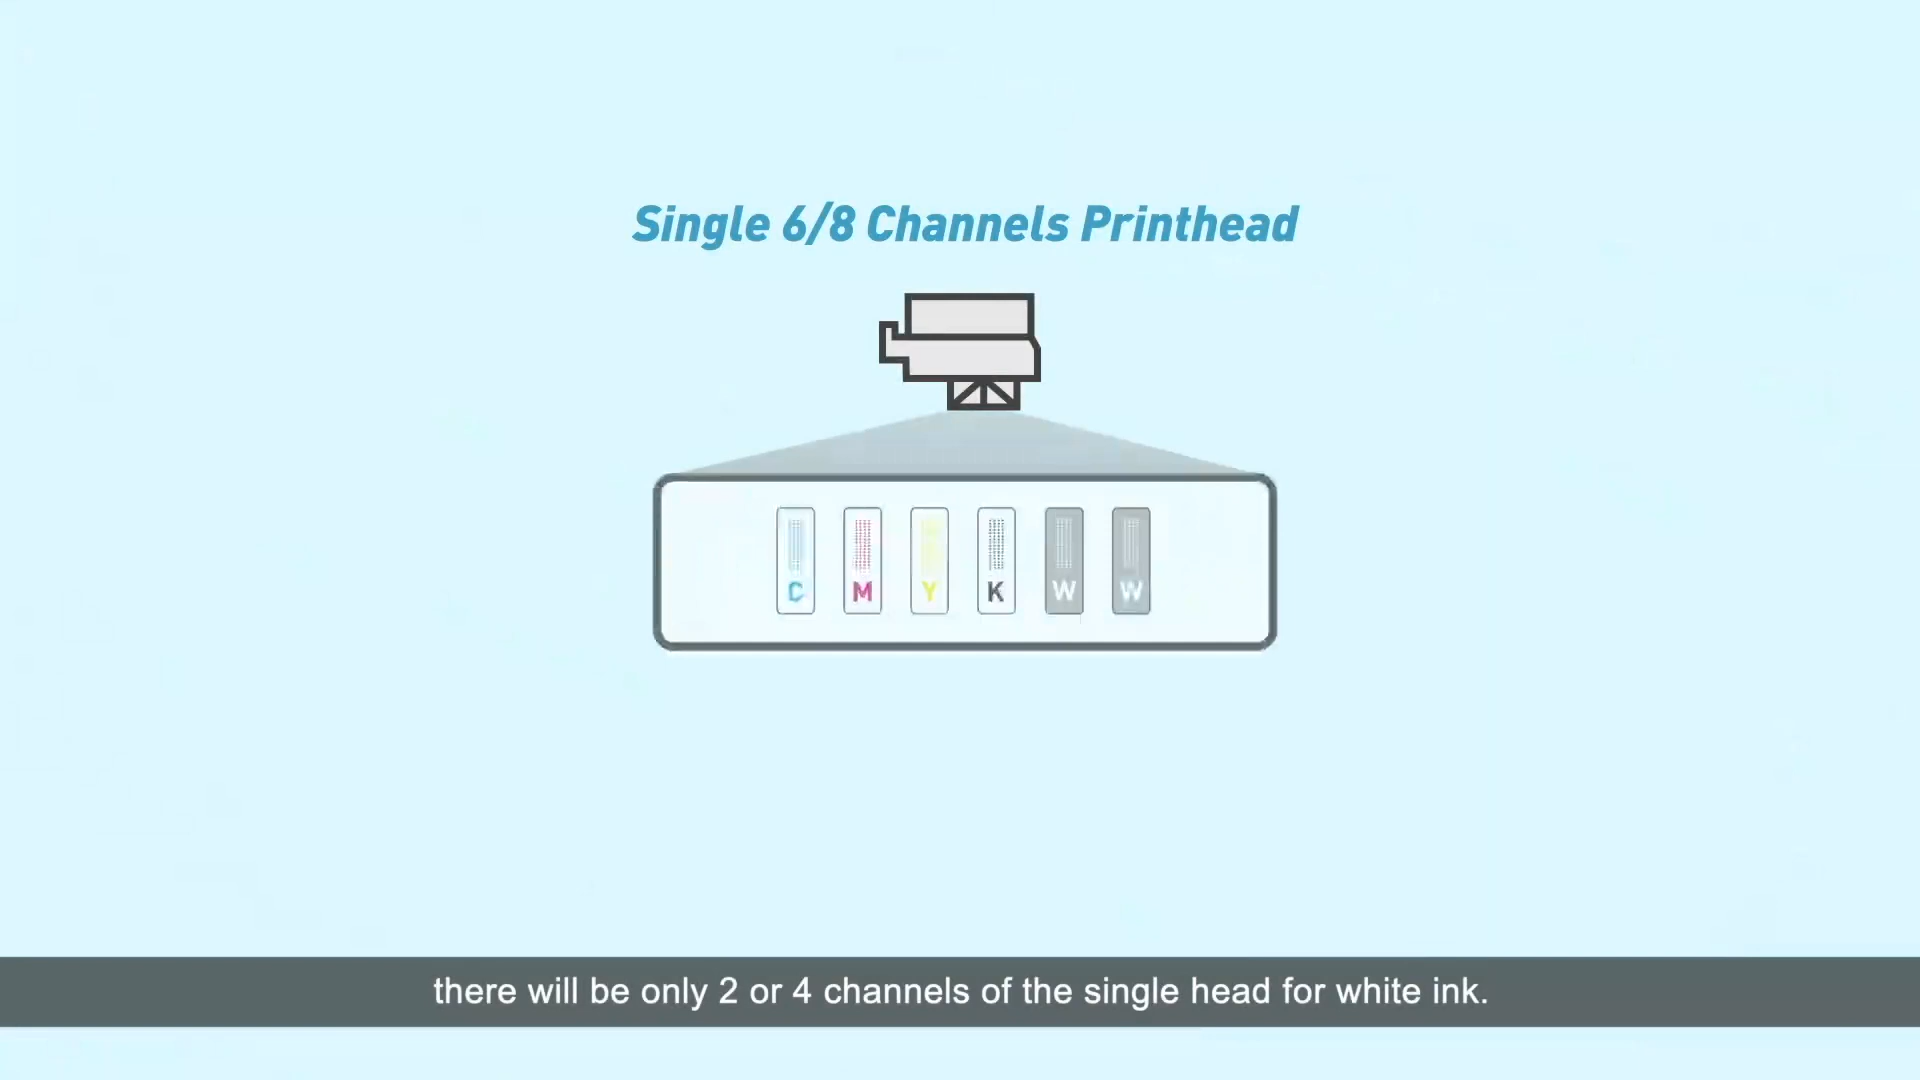 Single 6/8 Channels Printhead
C M Y K W W
there will be only 2 or 4 channels of the single head for white ink.